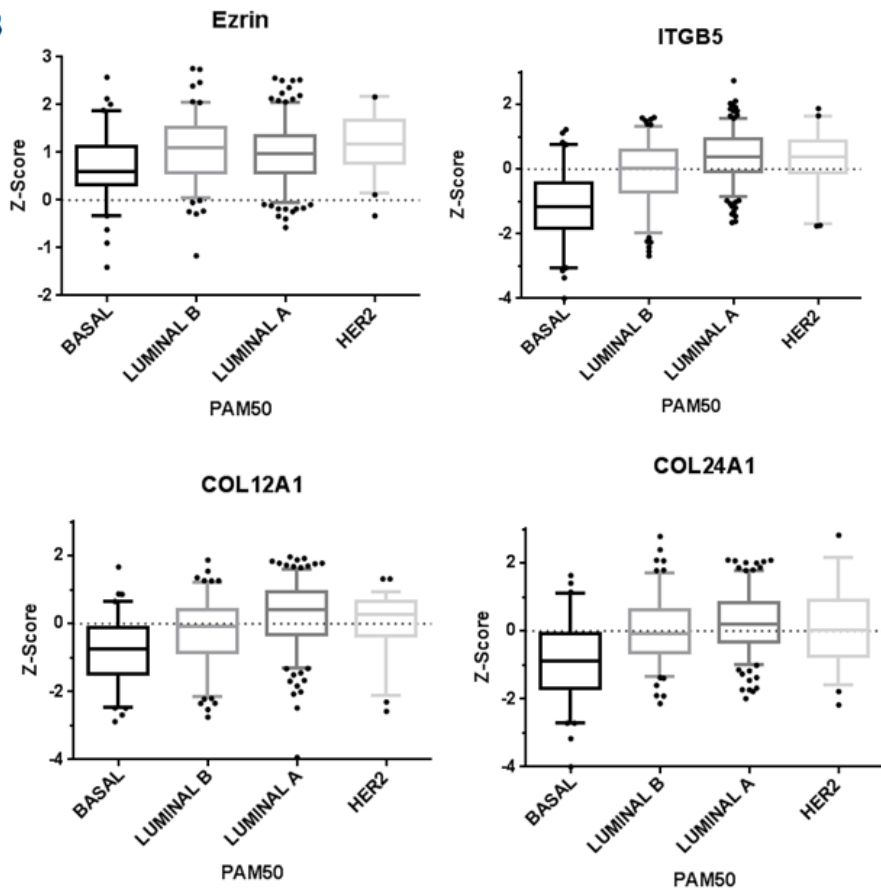 B
Ezrin
3
2
1
0
-1
-2
Z-Score
BASAL
LUMINAL B
LUMINAL A
HER2
PAM50
ITGB5
2
0
-2
-4
Z-Score
BASAL
LUMINAL B
LUMINAL A
HER2
PAM50
COL12A1
2
0
-2
-4
Z-Score
BASAL
LUMINAL B
LUMINAL A
HER2
PAM50
COL24A1
2
0
-2
-4
Z-Score
BASAL
LUMINAL B
LUMINAL A
HER2
PAM50